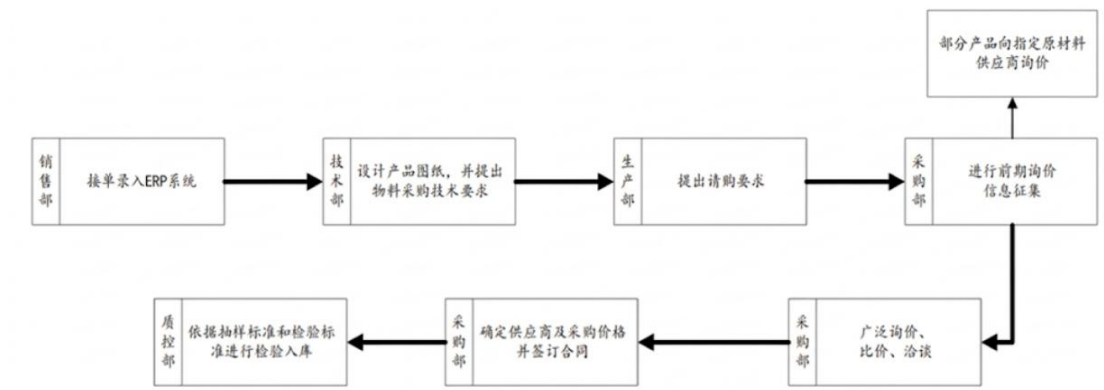 部分产品向指定原材料
供应商询价
销售部
接单录入ERP系统
技术部
设计产品图纸，并提出
物料采购技术要求
生产部
提出请购要求
采购部
进行前期询价
信息征集
质控部
依据抽样标准和检验标
准进行检验入库
采购部
确定供应商及采购价格
并签订合同
采购部
广泛询价、
比价、洽谈